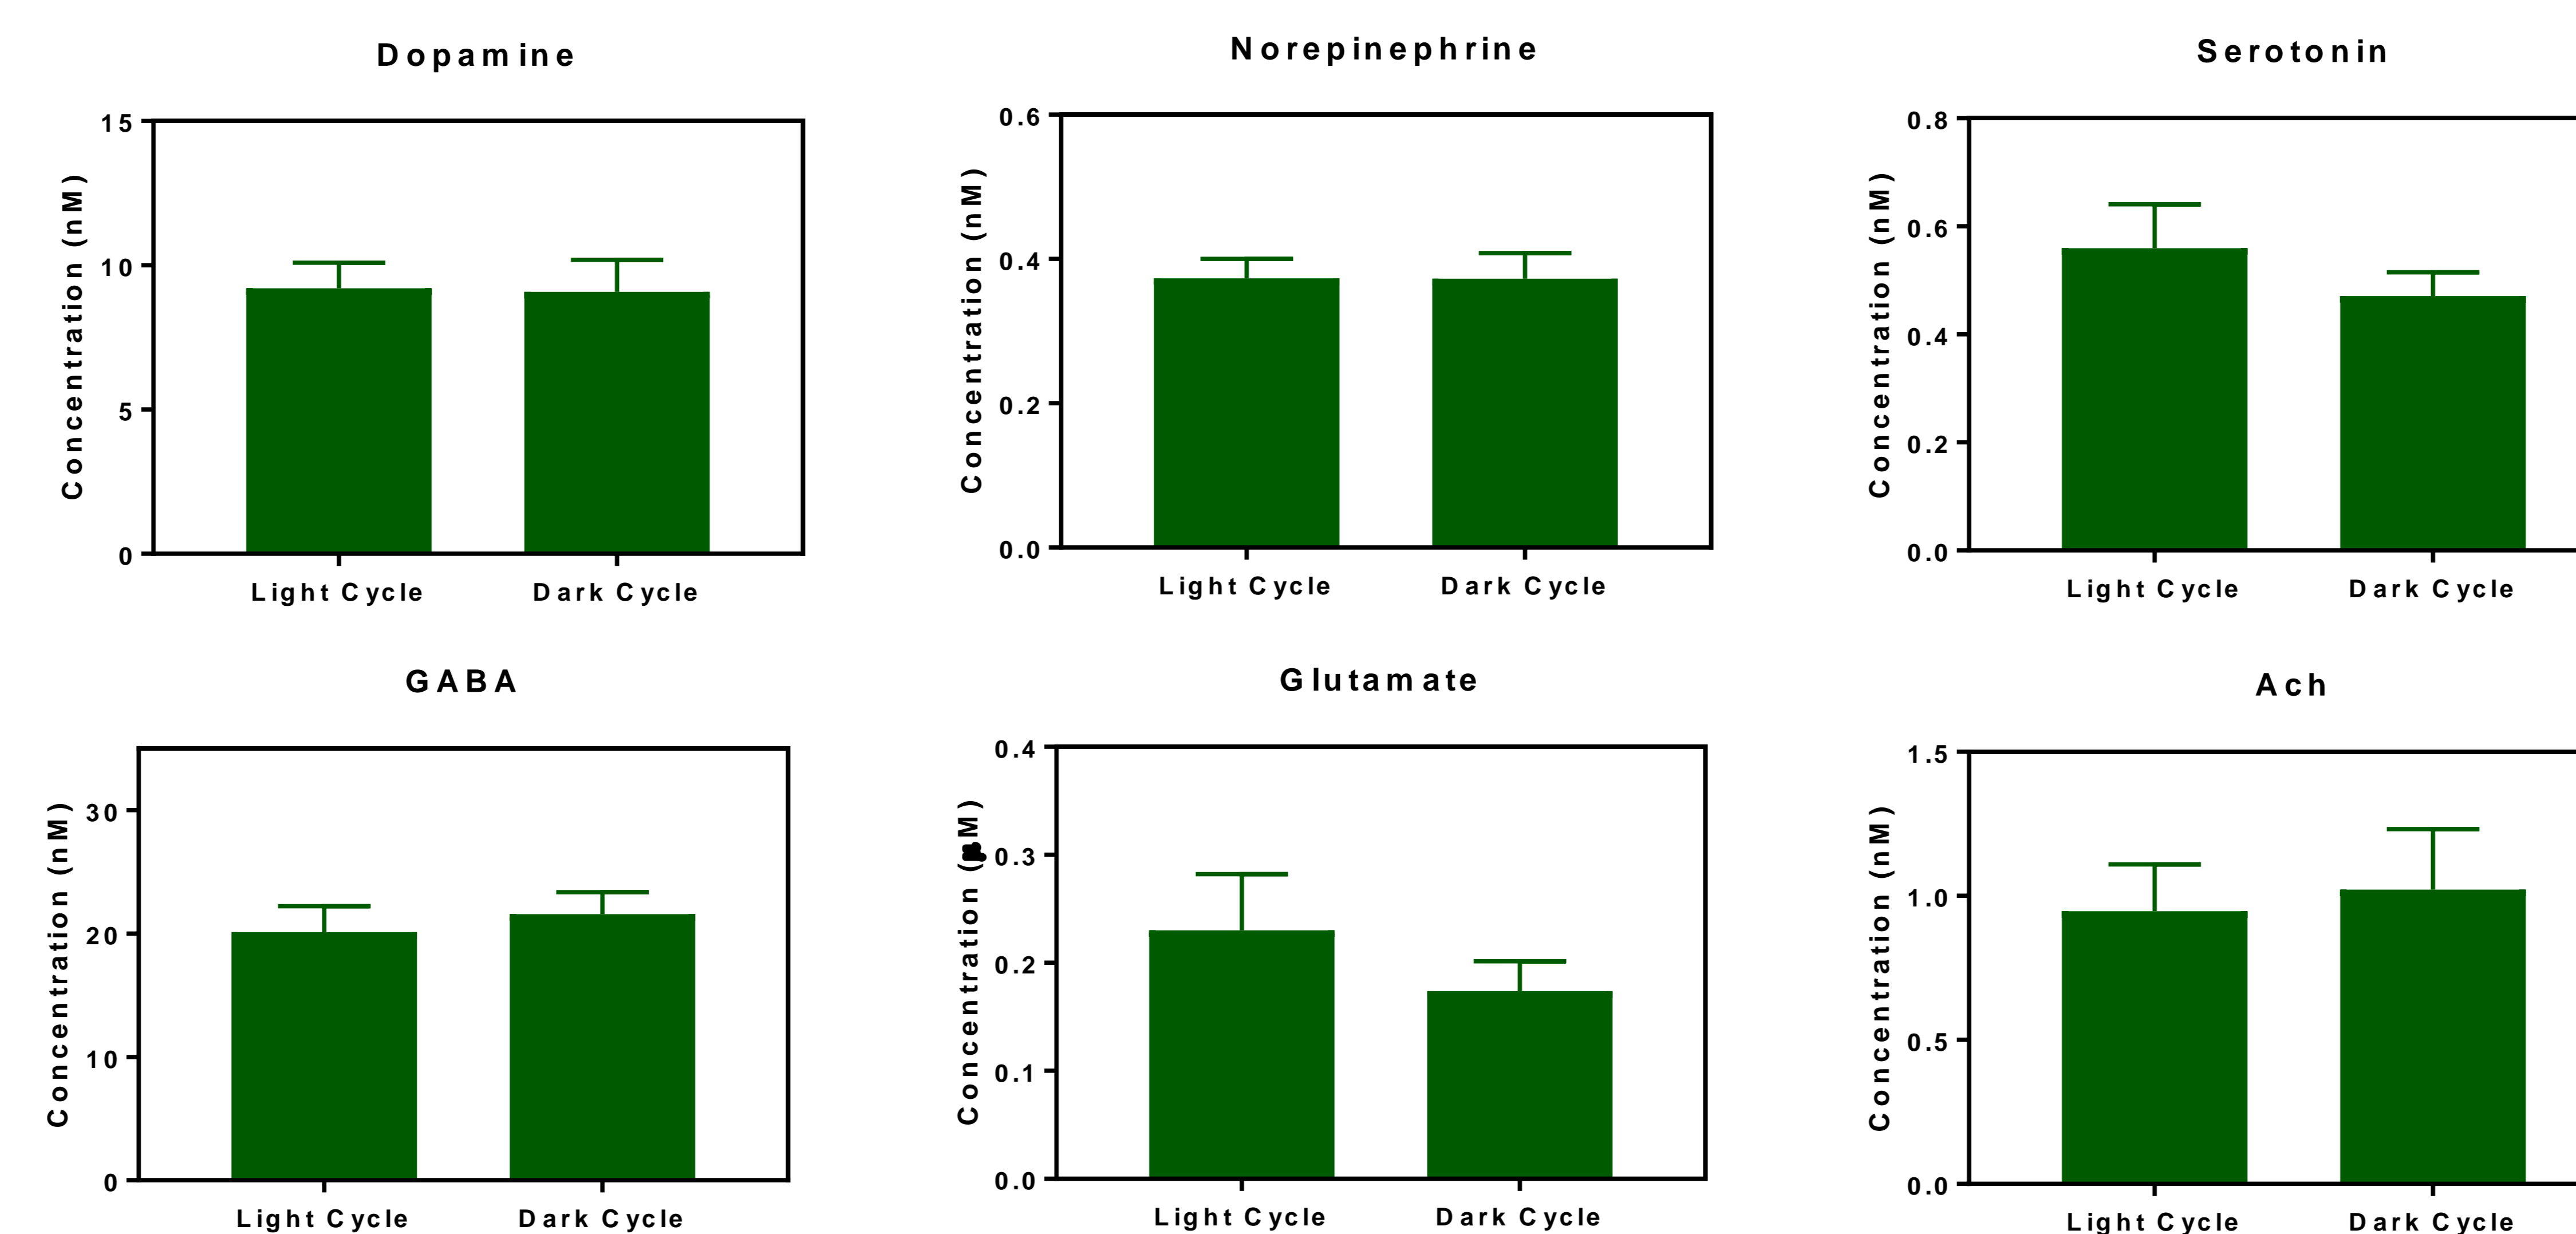 Dopamine
Concentration (nM)
15
10
5
0
Light Cycle
Dark Cycle
Norepinephrine
Concentration (nM)
0.6
0.4
0.2
0.0
Light Cycle
Dark Cycle
Serotonin
Concentration (nM)
0.8
0.6
0.4
0.2
0.0
Light Cycle
Dark Cycle
GABA
Concentration (nM)
30
20
10
0
Light Cycle
Dark Cycle
Glutamate
Concentration
0.4
0.3
0.2
0.1
0.0
Light Cycle
Dark Cycle
Ach
Concentration (nM)
1.5
1.0
0.5
0.0
Light Cycle
Dark Cycle